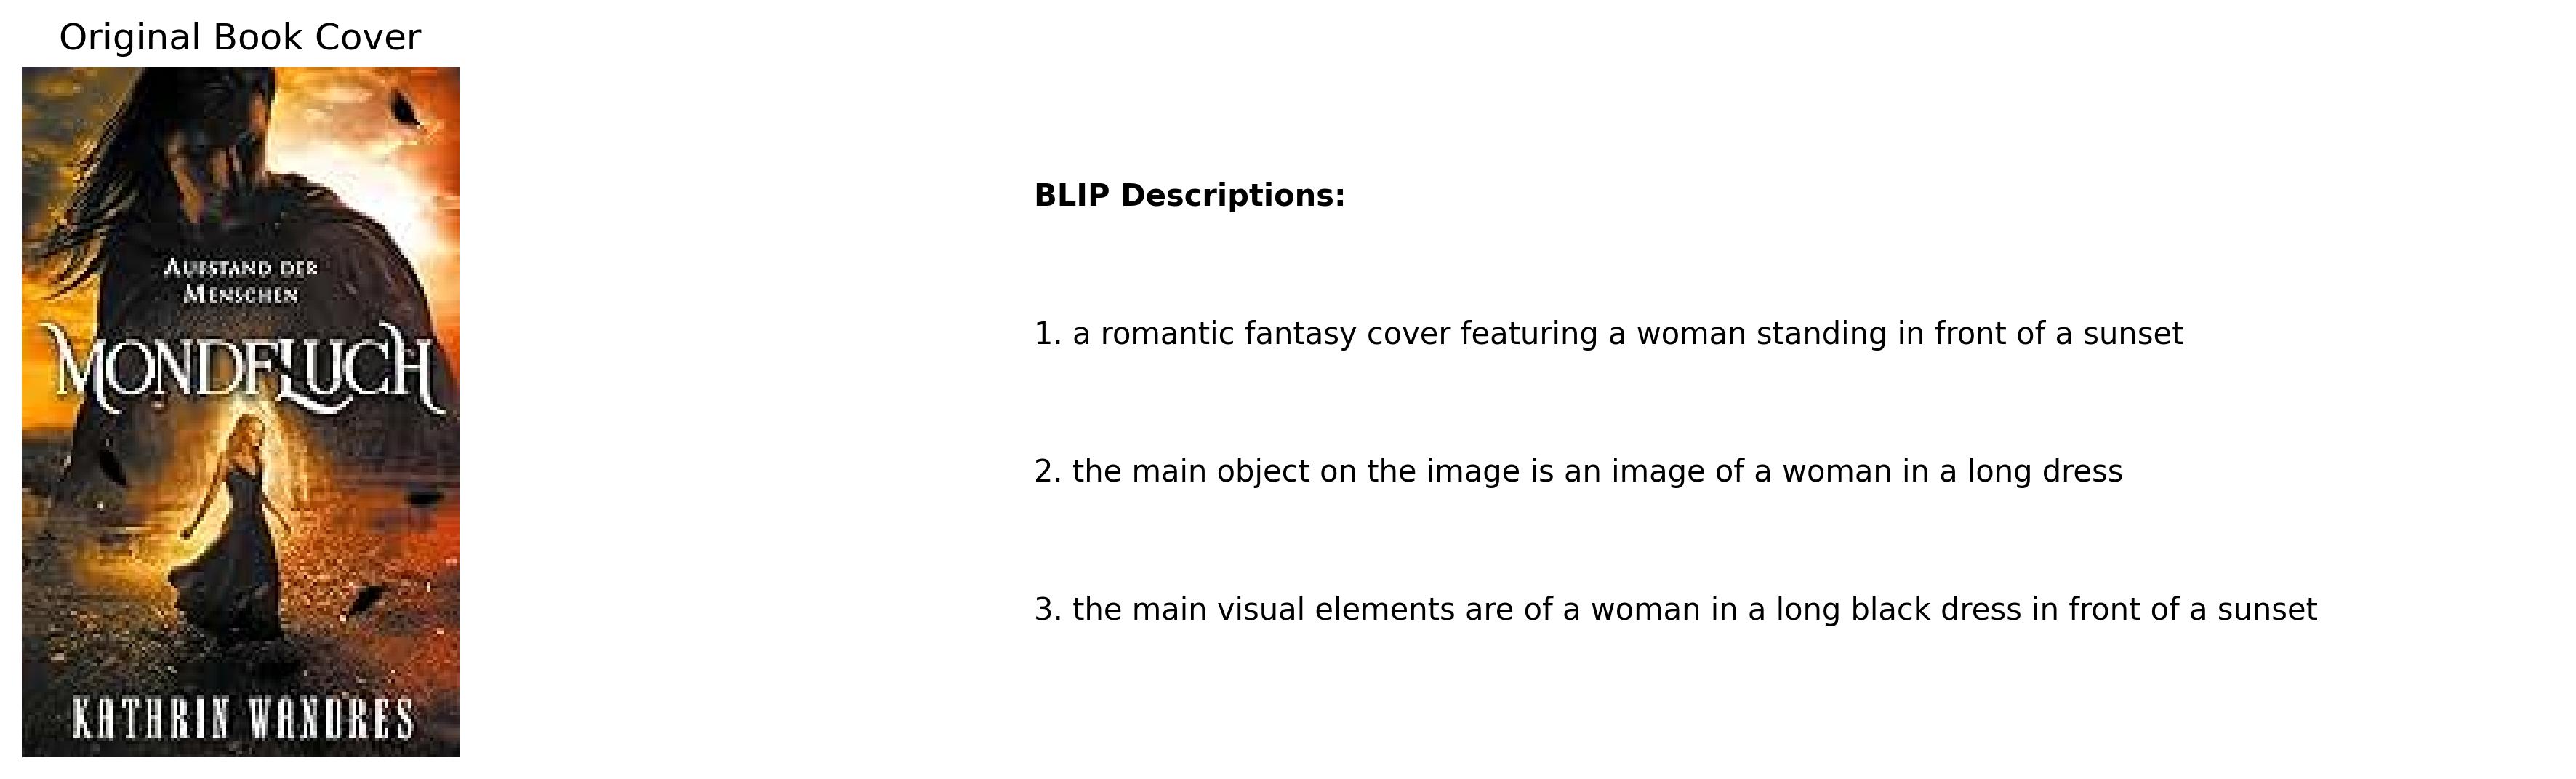 Original Book Cover
AUFSTAND DER
MENSCHEN
MONDFLUCH
KATHRIN WANDRES
BLIP Descriptions:
1. a romantic fantasy cover featuring a woman standing in front of a sunset
2. the main object on the image is an image of a woman in a long dress
3. the main visual elements are of a woman in a long black dress in front of a sunset